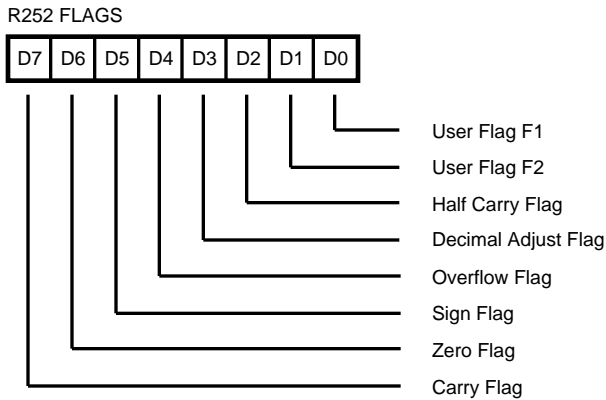 R252 FLAGS
D7 D6 D5 D4 D3 D2 D1 D0
User Flag F1
User Flag F2
Half Carry Flag
Decimal Adjust Flag
Overflow Flag
Sign Flag
Zero Flag
Carry Flag